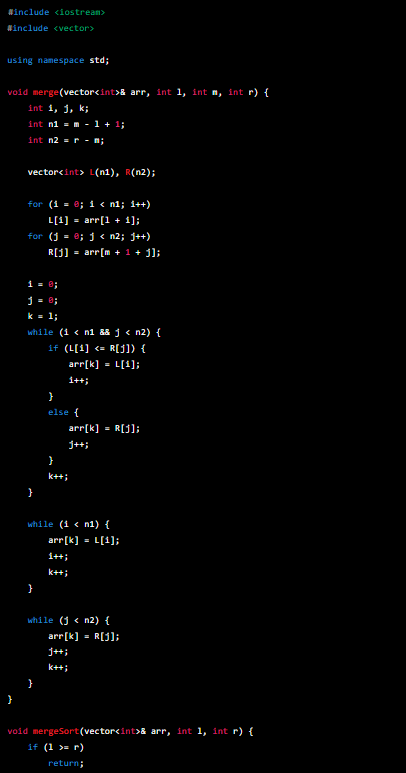 #include <iostream>
#include <vector>

using namespace std;

void merge(vector<int>& arr, int l, int m, int r) {
    int i, j, k;
    int n1 = m - l + 1;
    int n2 = r - m;

    vector<int> L(n1), R(n2);

    for (i = 0; i < n1; i++)
        L[i] = arr[l + i];
    for (j = 0; j < n2; j++)
        R[j] = arr[m + 1 + j];

    i = 0;
    j = 0;
    k = l;
    while (i < n1 && j < n2) {
        if (L[i] <= R[j]) {
            arr[k] = L[i];
            i++;
        }
        else {
            arr[k] = R[j];
            j++;
        }
        k++;
    }

    while (i < n1) {
        arr[k] = L[i];
        i++;
        k++;
    }

    while (j < n2) {
        arr[k] = R[j];
        j++;
        k++;
    }
}

void mergeSort(vector<int>& arr, int l, int r) {
    if (l >= r)
        return;